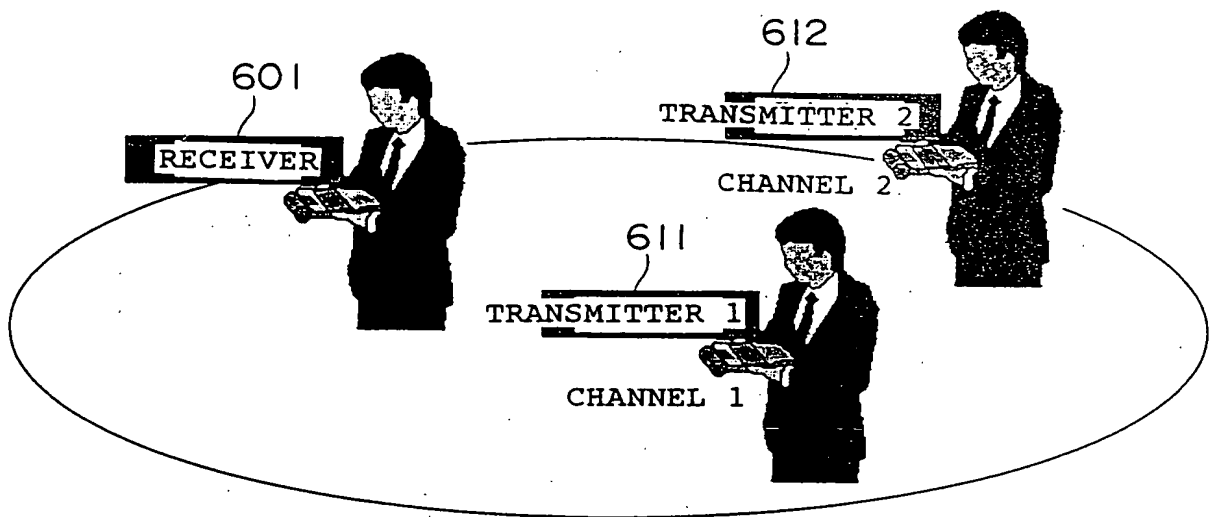 612
601
TRANSMITTER 2
RECEIVER
CHANNEL 2
611
TRANSMITTER 1
CHANNEL 1